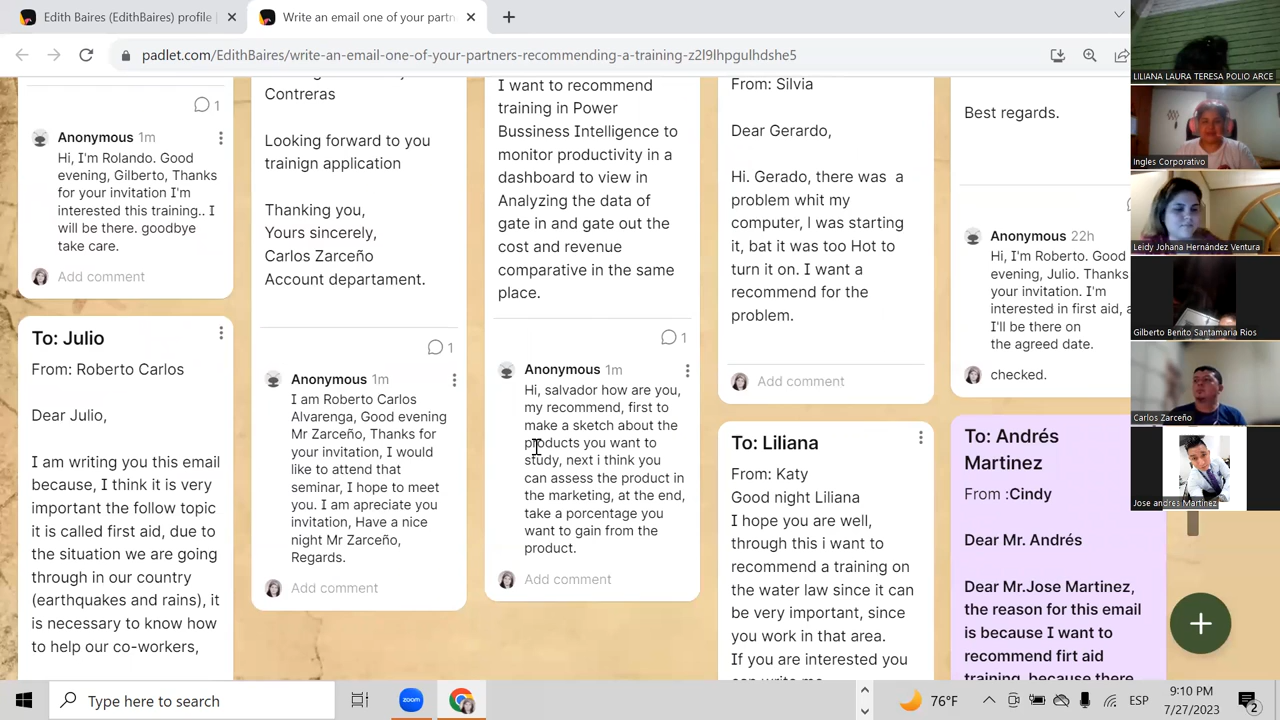 Edith Baires (EdithBaires) profile |
Write an email one of your partn
padlet.com/EdithBaires/write-an-email-one-of-your-partners-recommending-a-training-z2l9lhpgulhdshe5
1
Anonymous 1m
Hi, I'm Rolando. Good
evening, Gilberto, Thanks
for your invitation I'm
interested this training.. I
will be there. goodbye
take care.
Add comment
To: Julio
From: Roberto Carlos
Dear Julio,
I am writing you this email
because, I think it is very
important the follow topic
it is called first aid, due to
the situation we are going
through in our country
(earthquakes and rains), it
is necessary to know how
to help our co-workers,
Contreras
Looking forward to you
trainign application
Thanking you,
Yours sincerely,
Carlos Zarceño
Account departament.
1
Anonymous 1m
I am Roberto Carlos
Alvarenga, Good evening
Mr Zarceño, Thanks for
your invitation, I would
like to attend that
seminar, I hope to meet
you. I am apreciate you
invitation, Have a nice
night Mr Zarceño,
Regards.
Add comment
I want to recommend
training in Power
Bussiness Intelligence to
monitor productivity in a
dashboard to view in
Analyzing the data of
gate in and gate out the
cost and revenue
comparative in the same
place.
1
Anonymous 1m
Hi, salvador how are you,
my recommend, first to
make a sketch about the
products you want to
study, next i think you
can assess the product in
the marketing, at the end,
take a porcentage you
want to gain from the
product.
Add comment
From: Silvia
Dear Gerardo,
Hi. Gerado, there was a
problem whit my
computer, I was starting
it, bat it was too Hot to
turn it on. I want a
recommend for the
problem.
Add comment
To: Liliana
From: Katy
Good night Liliana
I hope you are well,
through this i want to
recommend a training on
the water law since it can
be very important, since
you work in that area.
If you are interested you
Best regards.
Anonymous 22h
Hi, I'm Roberto. Good
evening, Julio. Thanks
your invitation. I'm
interested in first aid, a
I'll be there on
the agreed date.
checked.
To: Andrés
Martinez
From :Cindy
Dear Mr. Andrés
Dear Mr.Jose Martinez,
the reason for this email
is because I want to
recommend firt aid
training, because there
LILIANA LAURA TERESA POLIO ARCE
Ingles Corporativo
Leidy Johana Hernández Ventura
Gilberto Benito Santamaria Rios
Carlos Zarceño
Jose andres Martinez
Type here to search
zoom
76°F
ESP
9:10 PM
7/27/2023
2